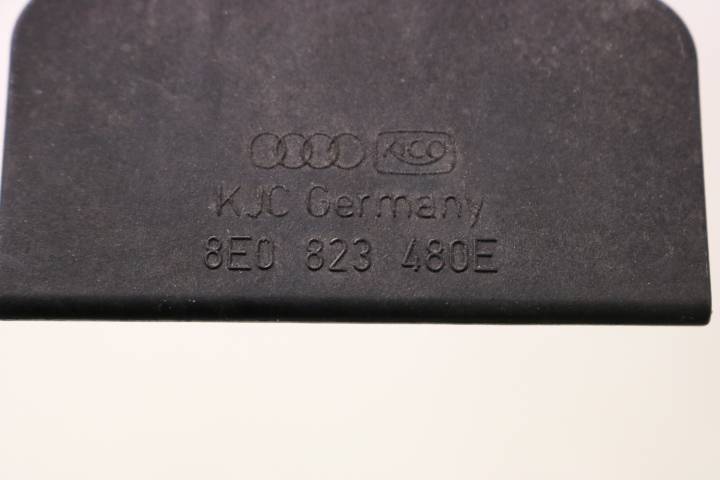 KICO
KJC Germany
8E0 823 480E